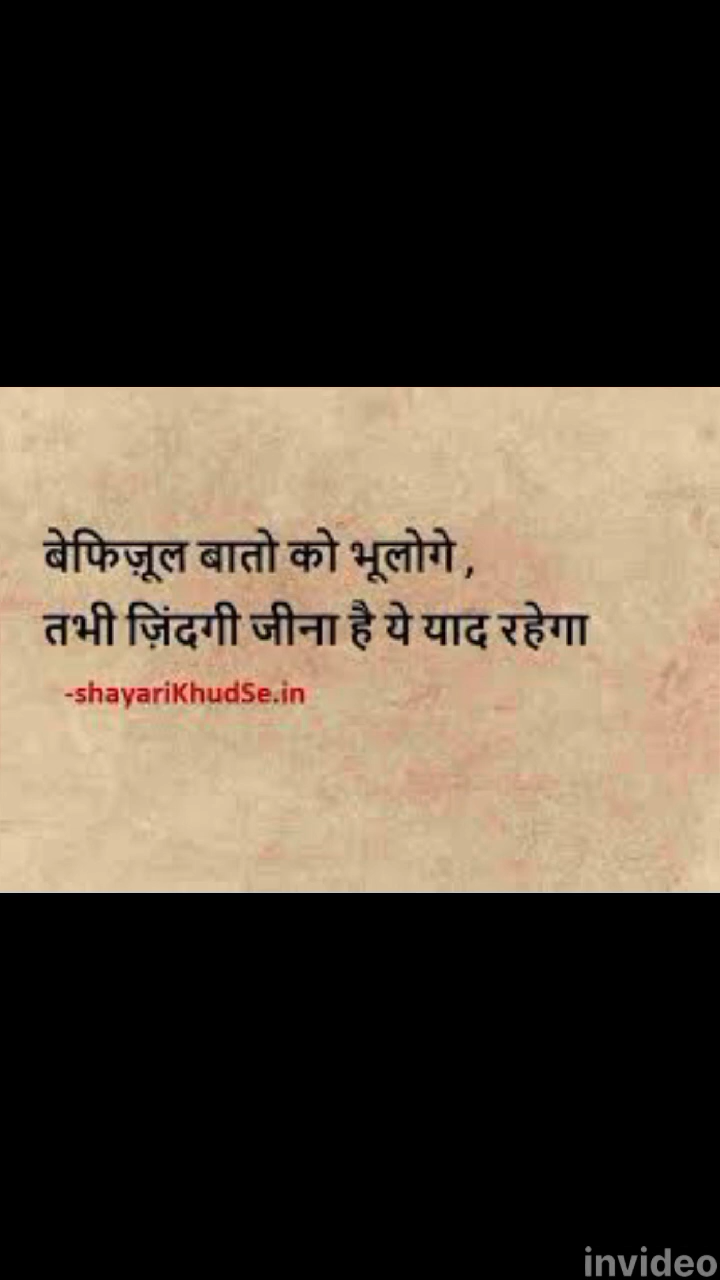 बेफिज़ूल बातो को भूलोगे ,
तभी ज़िंदगी जीना है ये याद रहेगा
-shayariKhudSe.in
invideo